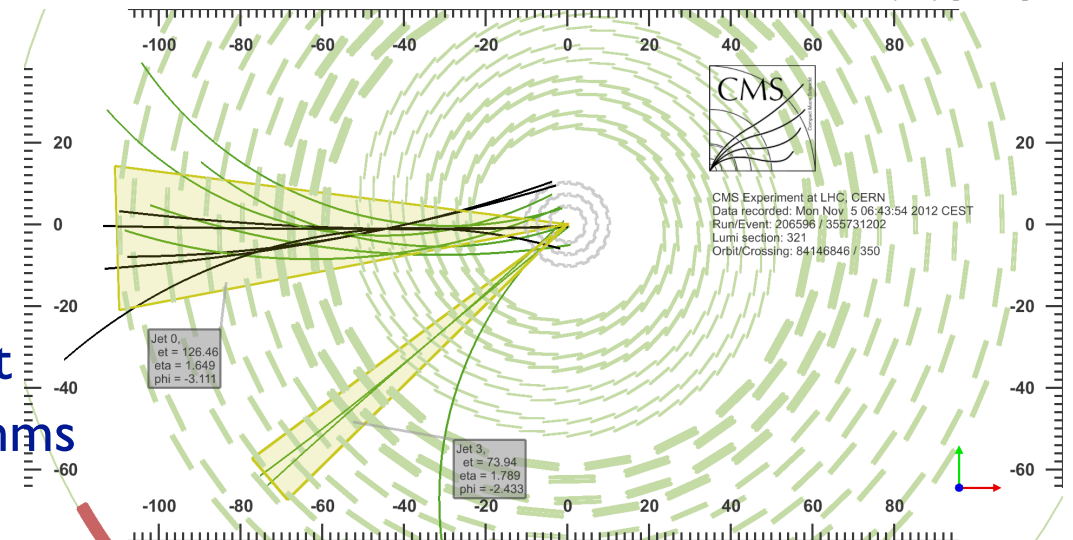 -100 -80 -60 -40 -20 0 20 40 60 80
CMS
20 20
0 0
CMS Experiment at LHC, CERN
Data recorded: Mon Nov 5 06:43:54 2012 CEST
Run/Event: 206596 / 355731202
Lumi section: 321
Orbit/Crossing: 84146846 / 350
-20 -20
Jet 0,
et = 126.46
eta = 1.649
phi = -3.111
-40 -40
Jet 3,
et = 73.94
eta = 1.789
phi = -2.433
-60 -60
-100 -80 -60 -40 -20 0 20 40 60 80